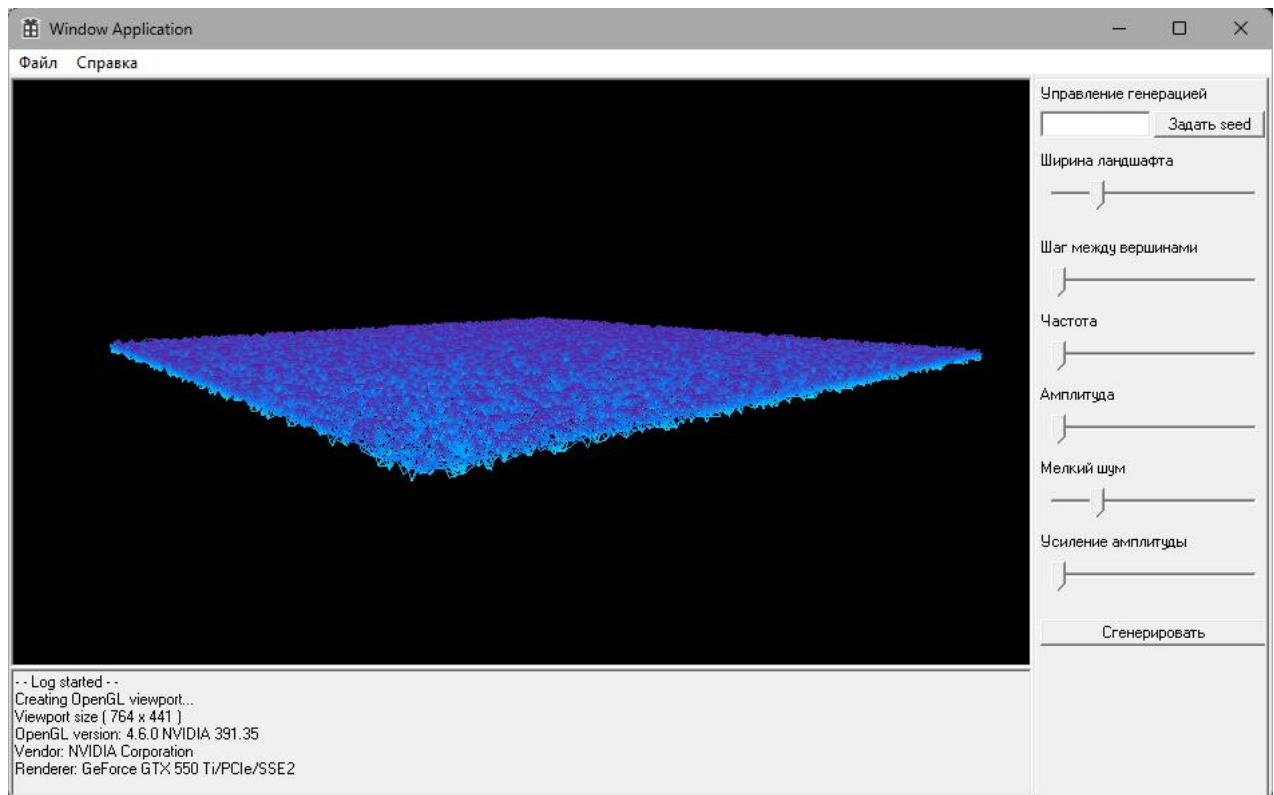 Window Application
Файл Справка
Управление генерацией
Задать seed
Ширина ландшафта
Шаг между вершинами
Частота
Амплитуда
Мелкий шум
Усиление амплитуды
Сгенерировать
- - Log started - -
Creating OpenGL viewport...
Viewport size ( 764 x 441 )
OpenGL version: 4.6.0 NVIDIA 391.35
Vendor: NVIDIA Corporation
Renderer: GeForce GTX 550 Ti/PCIe/SSE2